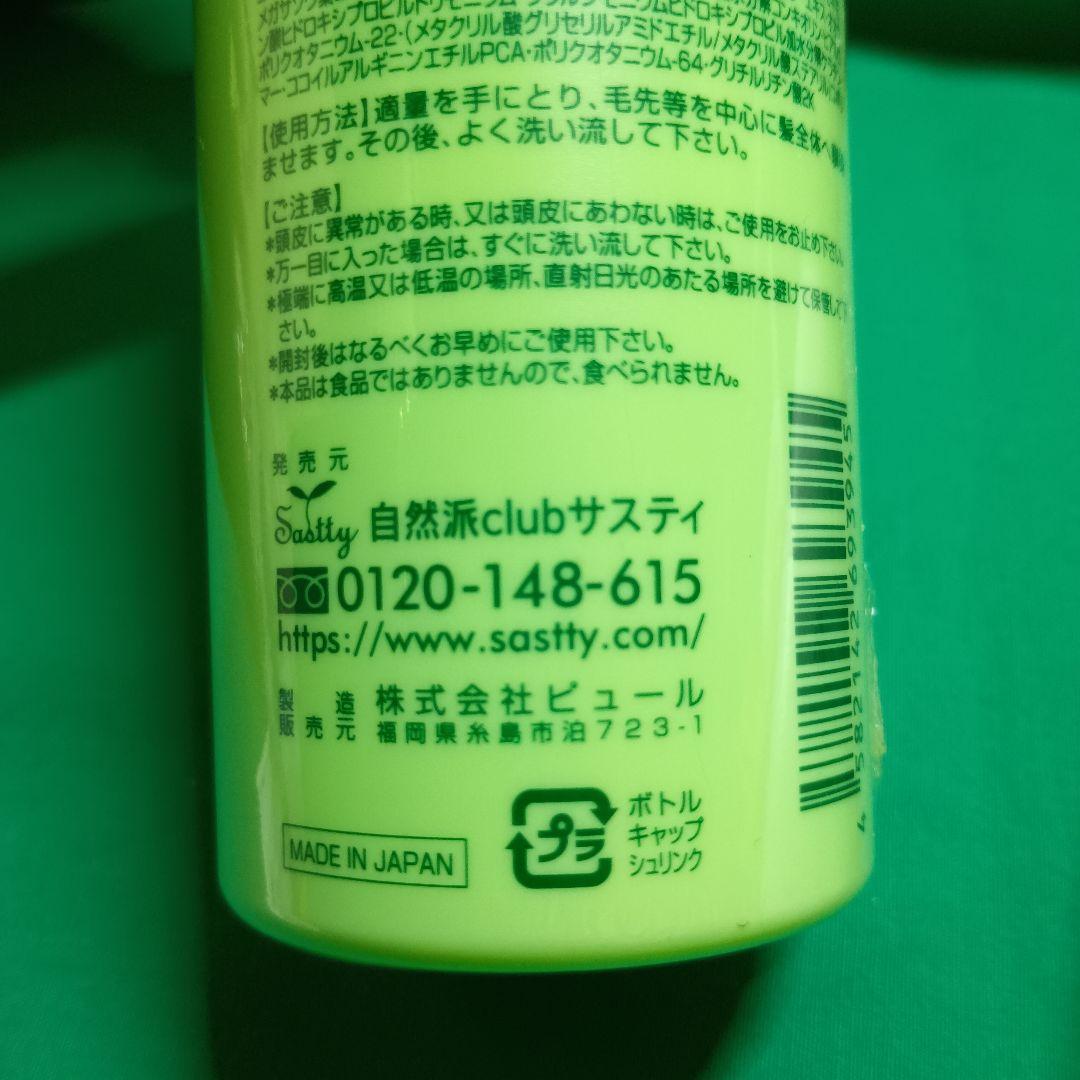 ポリクオタニウム-22・(メタクリル酸グリセリルアミドエチル/メタクリル酸ステアリル)
マー・ココイルアルギニンエチルPCA・ポリクオタニウム-64・グリチルリチン酸2K
【使用方法】適量を手にとり、毛先等を中心に髪全体へ
ませます。その後、よく洗い流して下さい。
【ご注意】
*頭皮に異常がある時、又は頭皮にあわない時は、ご使用をお止め下さい。
*万一目に入った場合は、すぐに洗い流して下さい。
*極端に高温又は低温の場所、直射日光のあたる場所を避けて保管して下
さい。
*開封後はなるべくお早めにご使用下さい。
*本品は食品ではありませんので、食べられません。
発売元
Sastty 自然派clubサスティ
0120-148-615
https://www.sastty.com/
製造 株式会社ピュール
販売元 福岡県糸島市泊723-1
MADE IN JAPAN
プラ
ボトル
キャップ
シュリンク
4582142693945